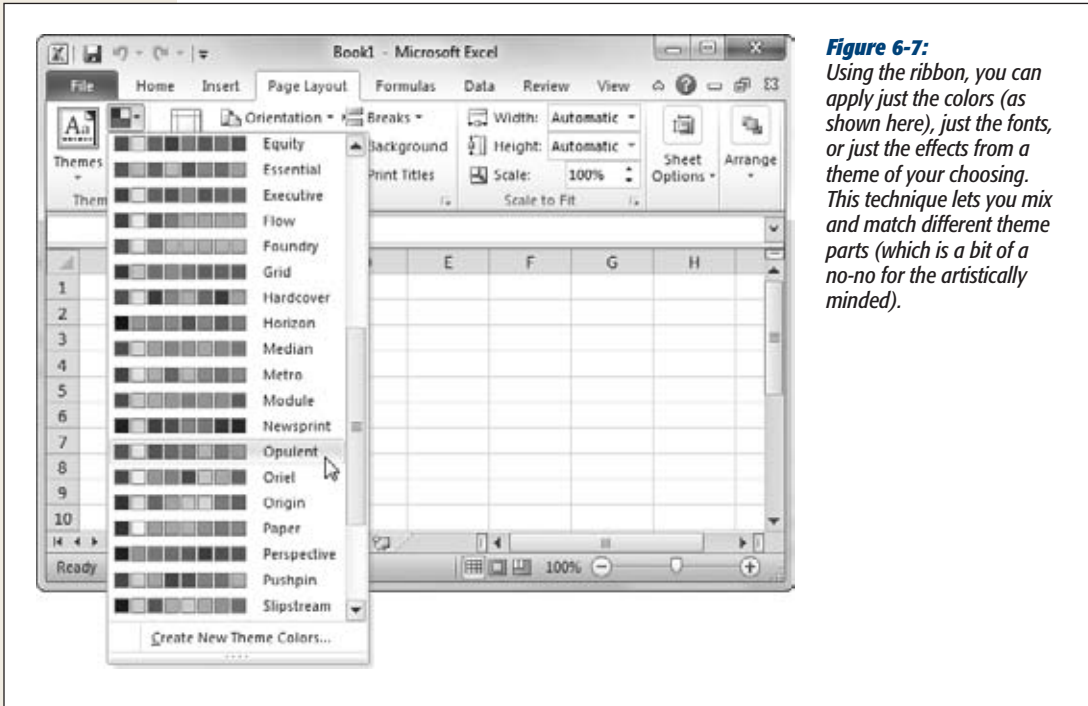 Book1 - Microsoft Excel
File Home Insert Page Layout Formulas Data Review View
Themes
Orientation
Breaks
Background
Print Titles
Width: Automatic
Height: Automatic
Scale: 100%
Scale to Fit
Sheet Options
Arrange
Them
E F G H
1
2
3
4
5
6
7
8
9
10
Equity
Essential
Executive
Flow
Foundry
Grid
Hardcover
Horizon
Median
Metro
Module
Newsprint
Opulent
Oriel
Origin
Paper
Perspective
Pushpin
Slipstream
Create New Theme Colors...
Ready
100%
Figure 6-7:
Using the ribbon, you can
apply just the colors (as
shown here), just the fonts,
or just the effects from a
theme of your choosing.
This technique lets you mix
and match different theme
parts (which is a bit of a
no-no for the artistically
minded).